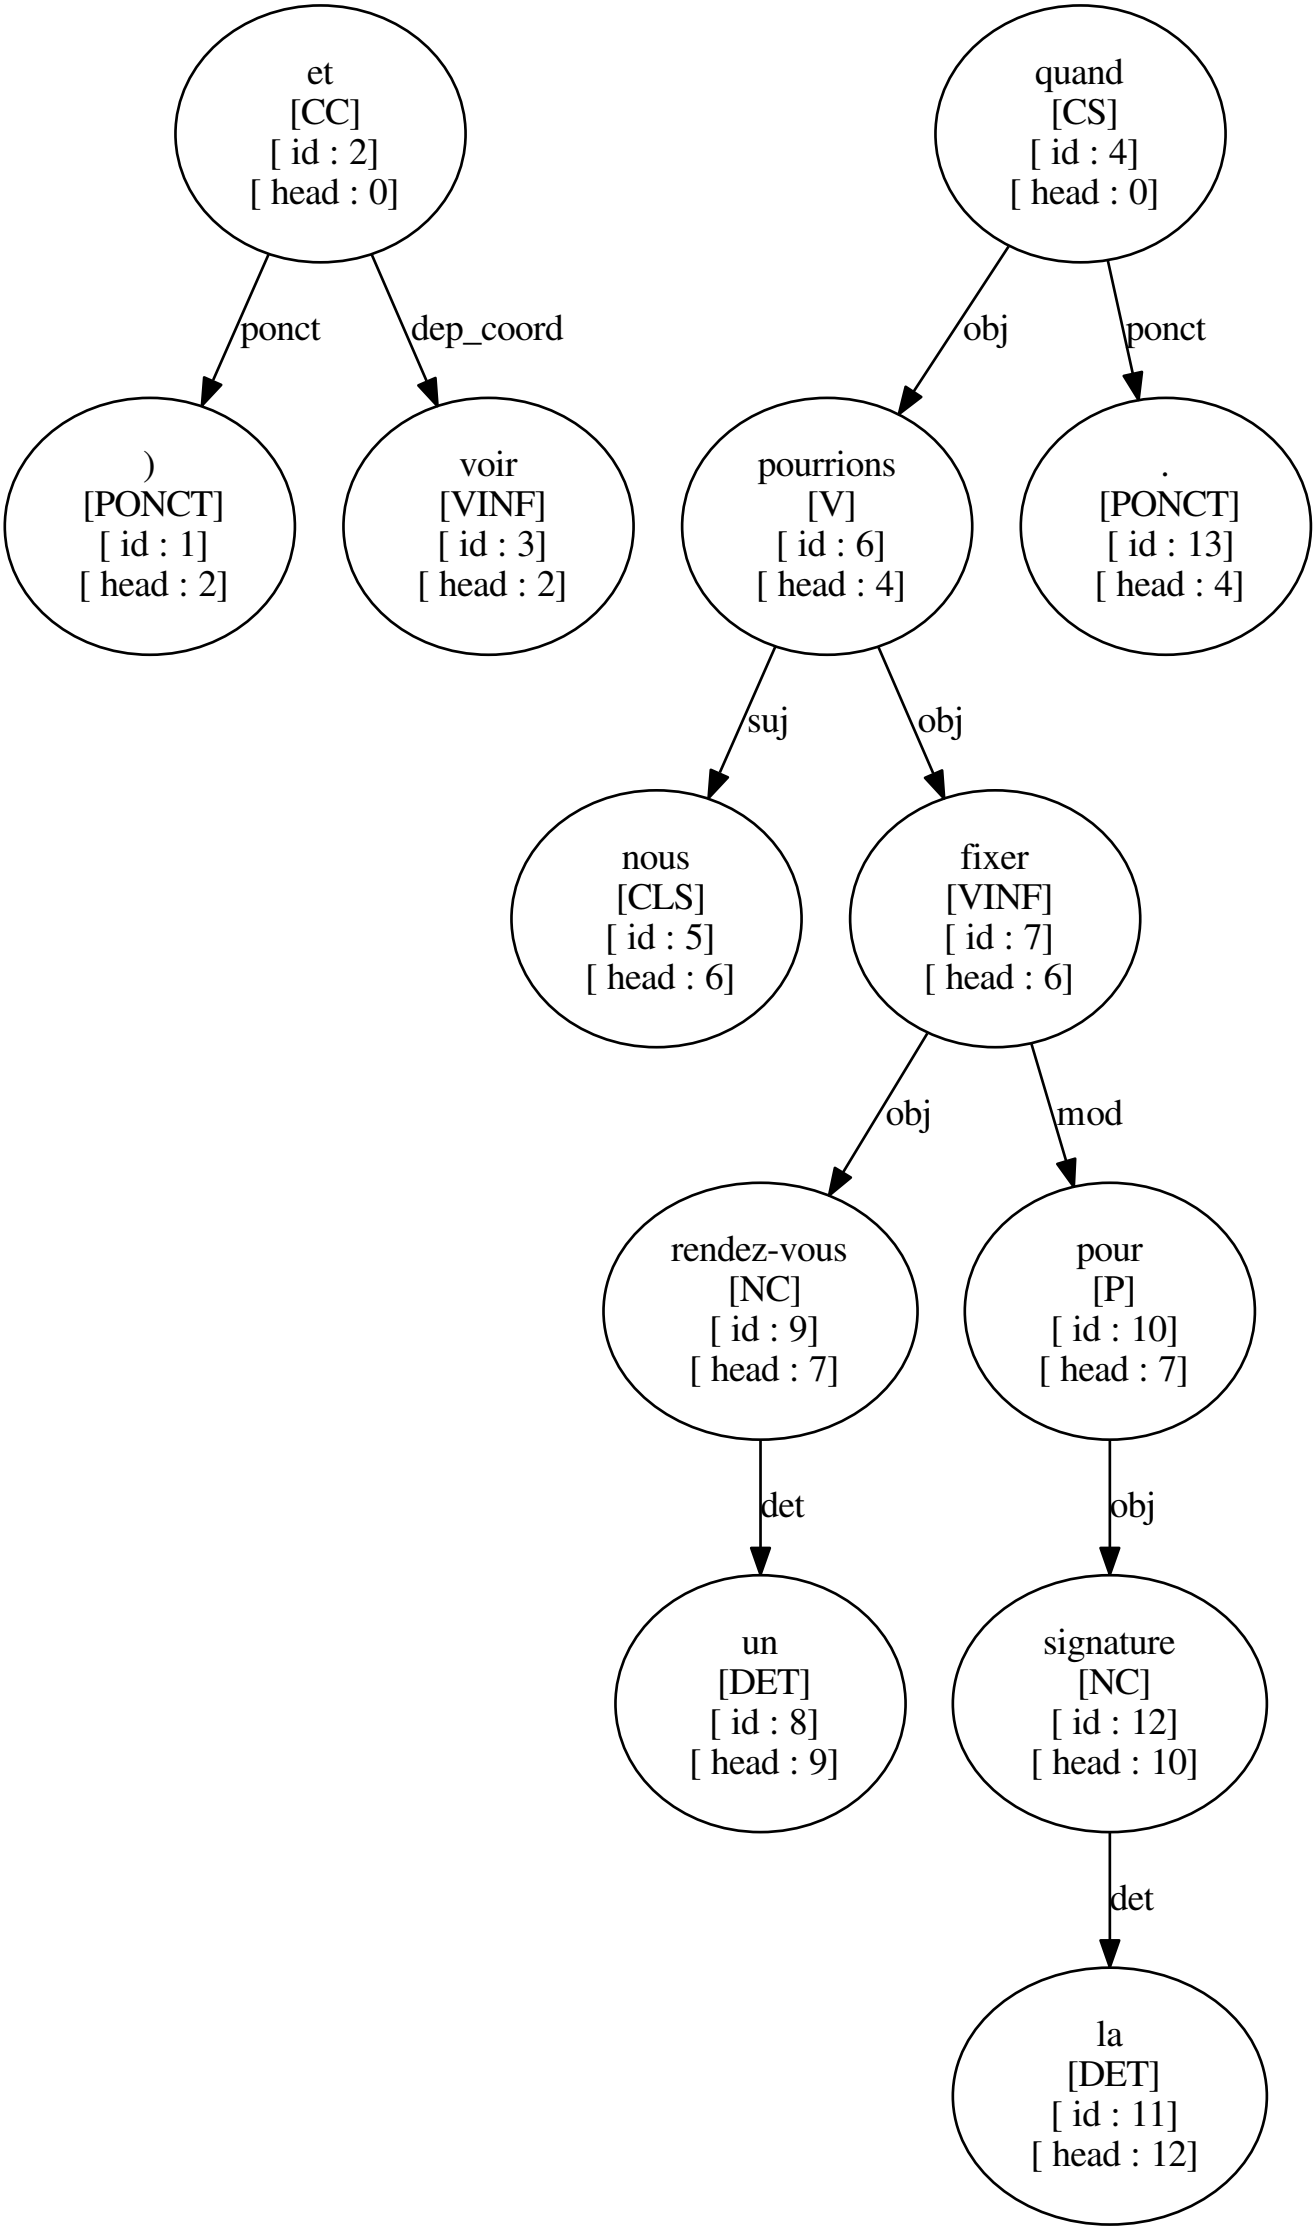 et
[CC]
[ id : 2]
[ head : 0]
quand
[CS]
[ id : 4]
[ head : 0]
ponct
dep_coord
obj
ponct
)
[PONCT]
[ id : 1]
[ head : 2]
voir
[VINF]
[ id : 3]
[ head : 2]
pourrions
[V]
[ id : 6]
[ head : 4]
.
[PONCT]
[ id : 13]
[ head : 4]
suj
obj
nous
[CLS]
[ id : 5]
[ head : 6]
fixer
[VINF]
[ id : 7]
[ head : 6]
obj
mod
rendez-vous
[NC]
[ id : 9]
[ head : 7]
pour
[P]
[ id : 10]
[ head : 7]
det
obj
un
[DET]
[ id : 8]
[ head : 9]
signature
[NC]
[ id : 12]
[ head : 10]
det
la
[DET]
[ id : 11]
[ head : 12]